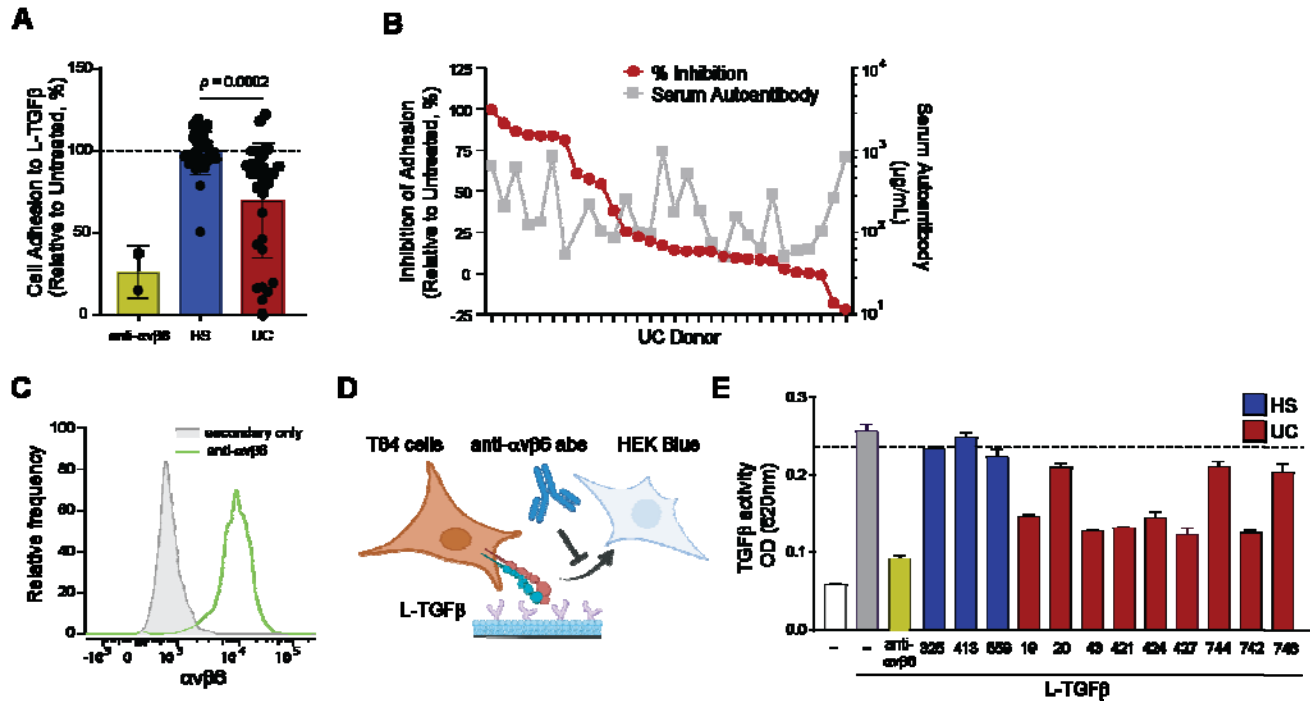 A
Cell Adhesion to L-TGFβ
(Relative to Untreated, %)
150
100
50
0
p = 0.0002
anti-αvβ6
HS
UC
B
Inhibition of Adhesion
(Relative to Untreated, %)
125
100
75
50
25
0
-25
% Inhibition
Serum Autoantibody
10⁴
10³
10²
10¹
Serum Autoantibody
(µg/mL)
UC Donor
C
Relative frequency
100
80
60
40
20
0
secondary only
anti-αvβ6
-10³ 0 10³ 10⁴ 10⁵
αvβ6
D
T84 cells
anti-αvβ6 abs
HEK Blue
L-TGFβ
E
TGFβ activity
OD (620nm)
0.3
0.2
0.1
0.0
HS
UC
– – anti-αvβ6 325 413 559 19 20 43 421 424 427 744 742 746
L-TGFβ